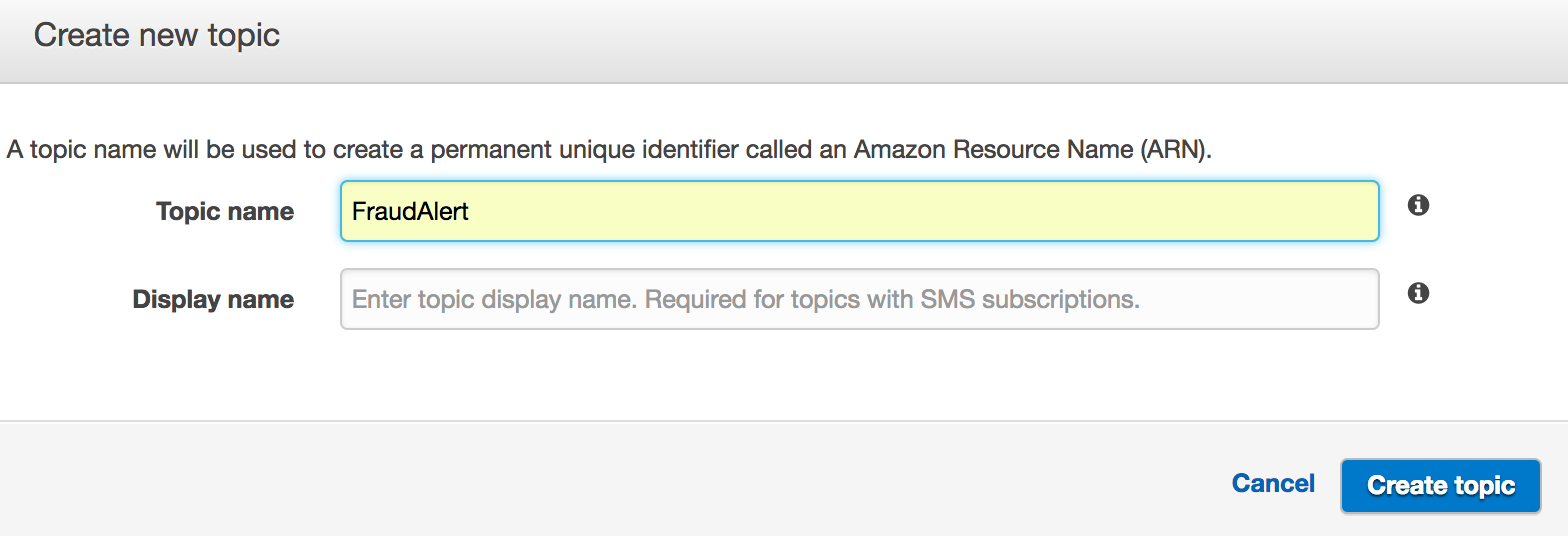 Create new topic
A topic name will be used to create a permanent unique identifier called an Amazon Resource Name (ARN).
Topic name FraudAlert
Display name Enter topic display name. Required for topics with SMS subscriptions.
Cancel Create topic